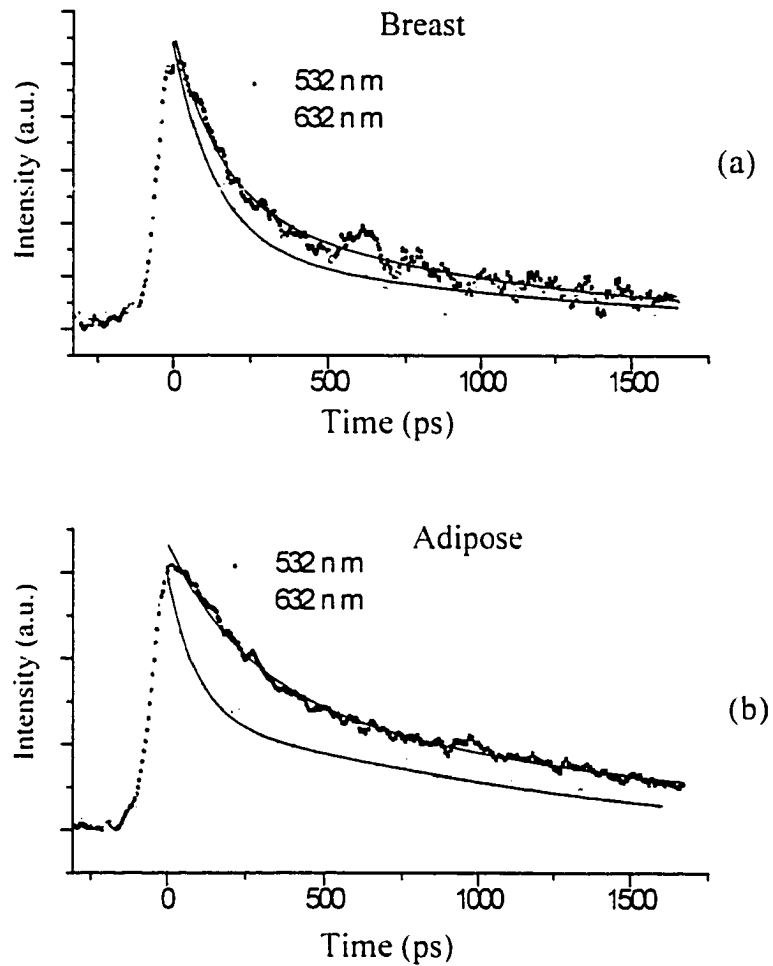 Breast
532 nm
632 nm
(a)
Intensity (a.u.)
0 500 1000 1500
Time (ps)
Adipose
532 nm
632 nm
(b)
Intensity (a.u.)
0 500 1000 1500
Time (ps)